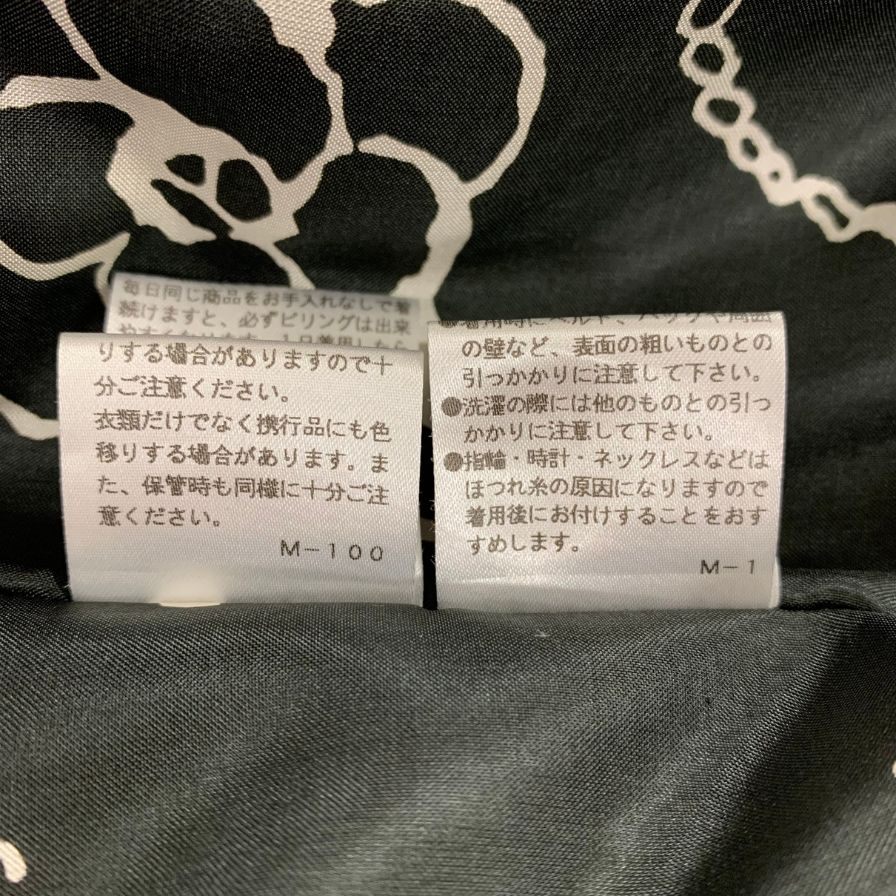 毎日同じ商品をお手入れなしで着
続けますと、必ずピリングは出来
りする場合がありますので十
分ご注意ください。
衣類だけでなく携行品にも色
移りする場合があります。ま
た、保管時も同様に十分ご注
意ください。
M-100
の壁など、表面の粗いものとの
引っかかりに注意して下さい。
●洗濯の際には他のものとの引っ
かかりに注意して下さい。
●指輪・時計・ネックレスなどは
ほつれ糸の原因になりますので
着用後にお付けすることをおす
すめします。
M-1